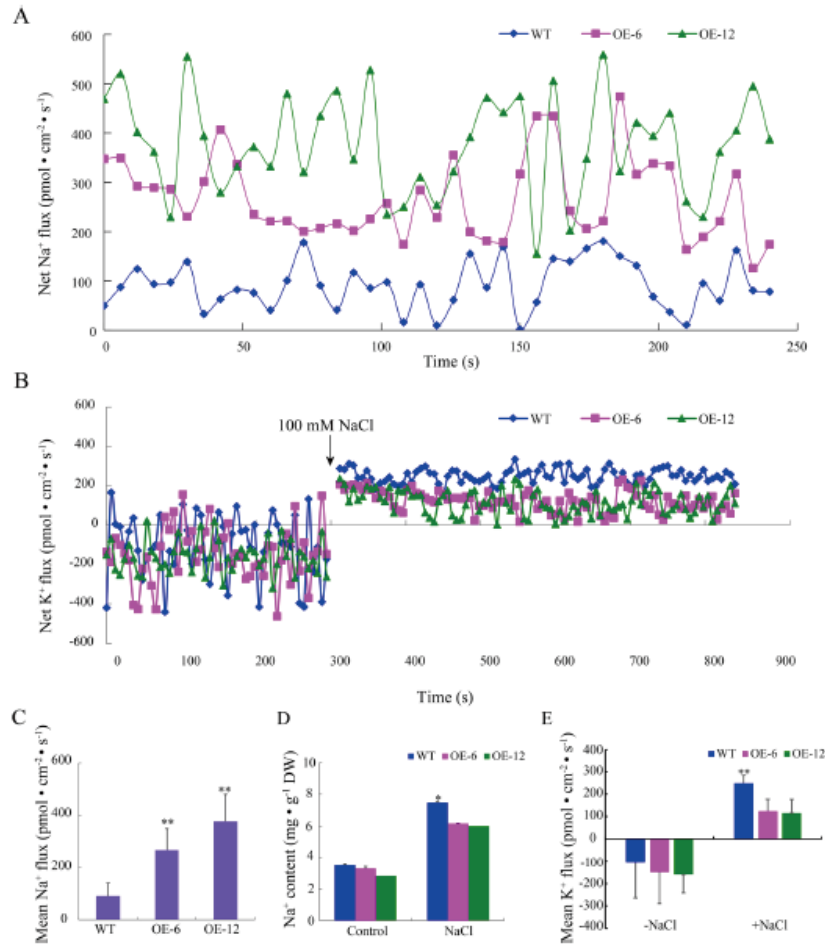 A
WT OE-6 OE-12
600
500
400
300
200
100
0
Net Na⁺ flux (pmol • cm⁻² • s⁻¹)
0 50 100 150 200 250
Time (s)
B
WT OE-6 OE-12
100 mM NaCl
600
400
200
0
-200
-400
-600
Net K⁺ flux (pmol • cm⁻² • s⁻¹)
0 100 200 300 400 500 600 700 800 900
Time (s)
C
600
400
200
0
Mean Na⁺ flux (pmol • cm⁻² • s⁻¹)
** **
WT OE-6 OE-12
D
WT OE-6 OE-12
10
8
6
4
2
0
Na⁺ content (mg • g⁻¹ DW)
*
Control NaCl
E
400
300
200
100
0
-100
-200
-300
-400
Mean K⁺ flux (pmol • cm⁻² • s⁻¹)
WT OE-6 OE-12
**
-NaCl +NaCl